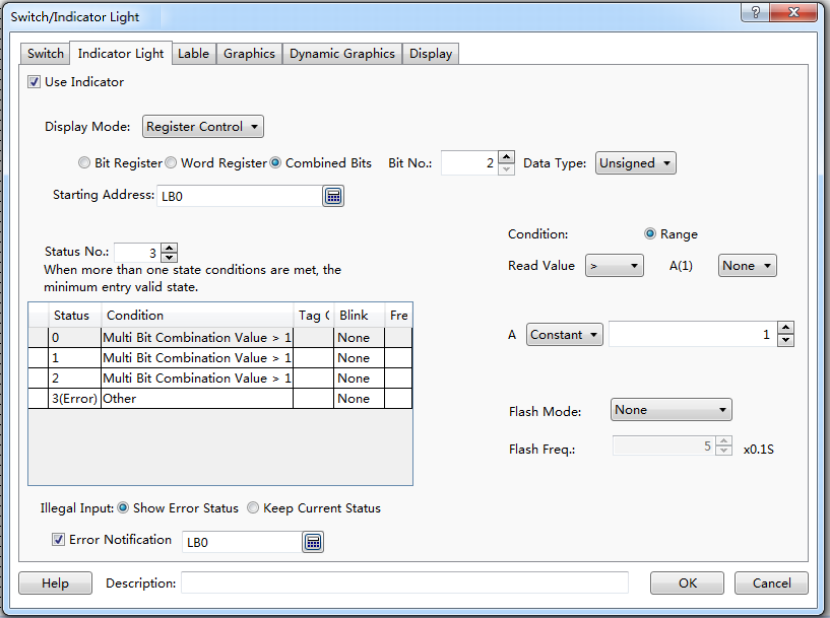 Switch/Indicator Light
?
Switch Indicator Light Lable Graphics Dynamic Graphics Display
Use Indicator
Display Mode: Register Control
Bit Register Word Register Combined Bits Bit No.: 2 Data Type: Unsigned
Starting Address: LB0
Condition: Range
Status No.: 3
Read Value > A(1) None
When more than one state conditions are met, the
minimum entry valid state.
Status Condition Tag C Blink Fre
0 Multi Bit Combination Value > 1 None
1 Multi Bit Combination Value > 1 None
2 Multi Bit Combination Value > 1 None
3(Error) Other None
A Constant 1
Flash Mode: None
Flash Freq.: 5 x0.1S
Illegal Input: Show Error Status Keep Current Status
Error Notification LB0
Help Description: OK Cancel